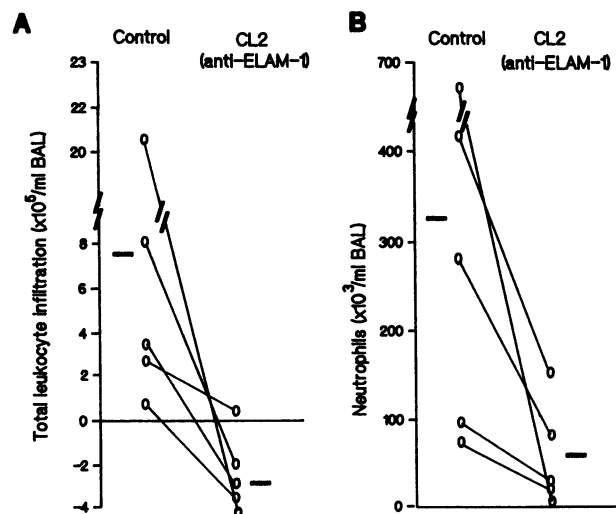 A
Control
CL2
(anti-ELAM-1)
Total leukocyte infiltration (x10⁵/ml BAL)
23
22
20
8
6
4
2
0
-2
-4
B
Control
CL2
(anti-ELAM-1)
Neutrophils (x10³/ml BAL)
700
400
300
200
100
0